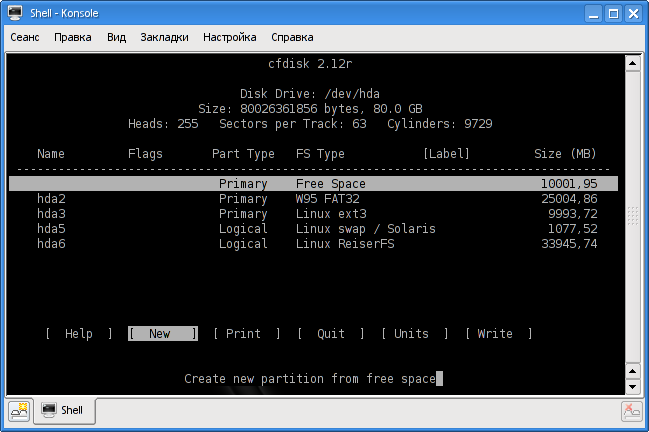 Shell - Konsole
Сеанс Правка Вид Закладки Настройка Справка
cfdisk 2.12r
Disk Drive: /dev/hda
Size: 80026361856 bytes, 80.0 GB
Heads: 255 Sectors per Track: 63 Cylinders: 9729
Name Flags Part Type FS Type [Label] Size (MB)
Primary Free Space 10001,95
hda2 Primary W95 FAT32 25004,86
hda3 Primary Linux ext3 9993,72
hda5 Logical Linux swap / Solaris 1077,52
hda6 Logical Linux ReiserFS 33945,74
[ Help ] [ New ] [ Print ] [ Quit ] [ Units ] [ Write ]
Create new partition from free space
Shell